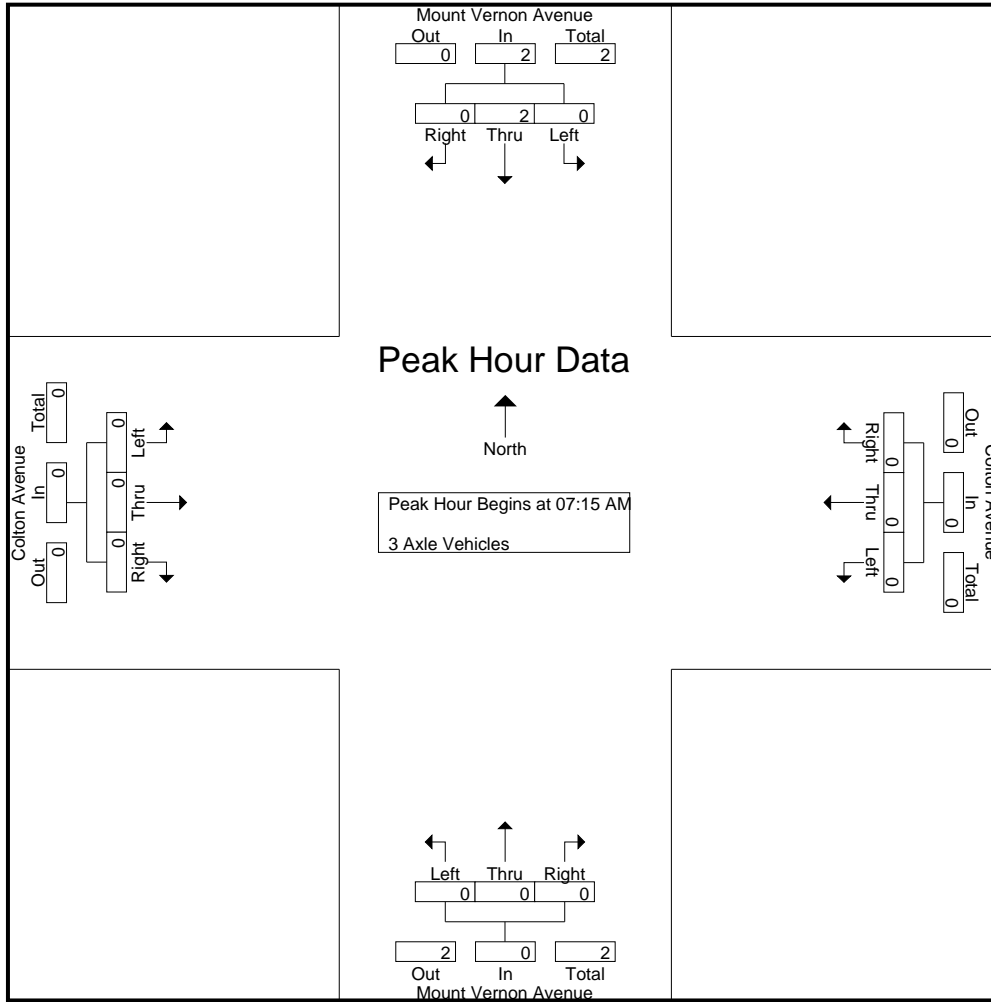 Mount Vernon Avenue
Out In Total
0 2 2
0 2 0
Right Thru Left
Peak Hour Data
North
Peak Hour Begins at 07:15 AM
3 Axle Vehicles
Colton Avenue
Out In Total
0 0 0
0 0 0
Left Thru Right
Colton Avenue
Out In Total
0 0 0
0 0 0
Right Thru Left
Left Thru Right
0 0 0
2 0 2
Out In Total
Mount Vernon Avenue